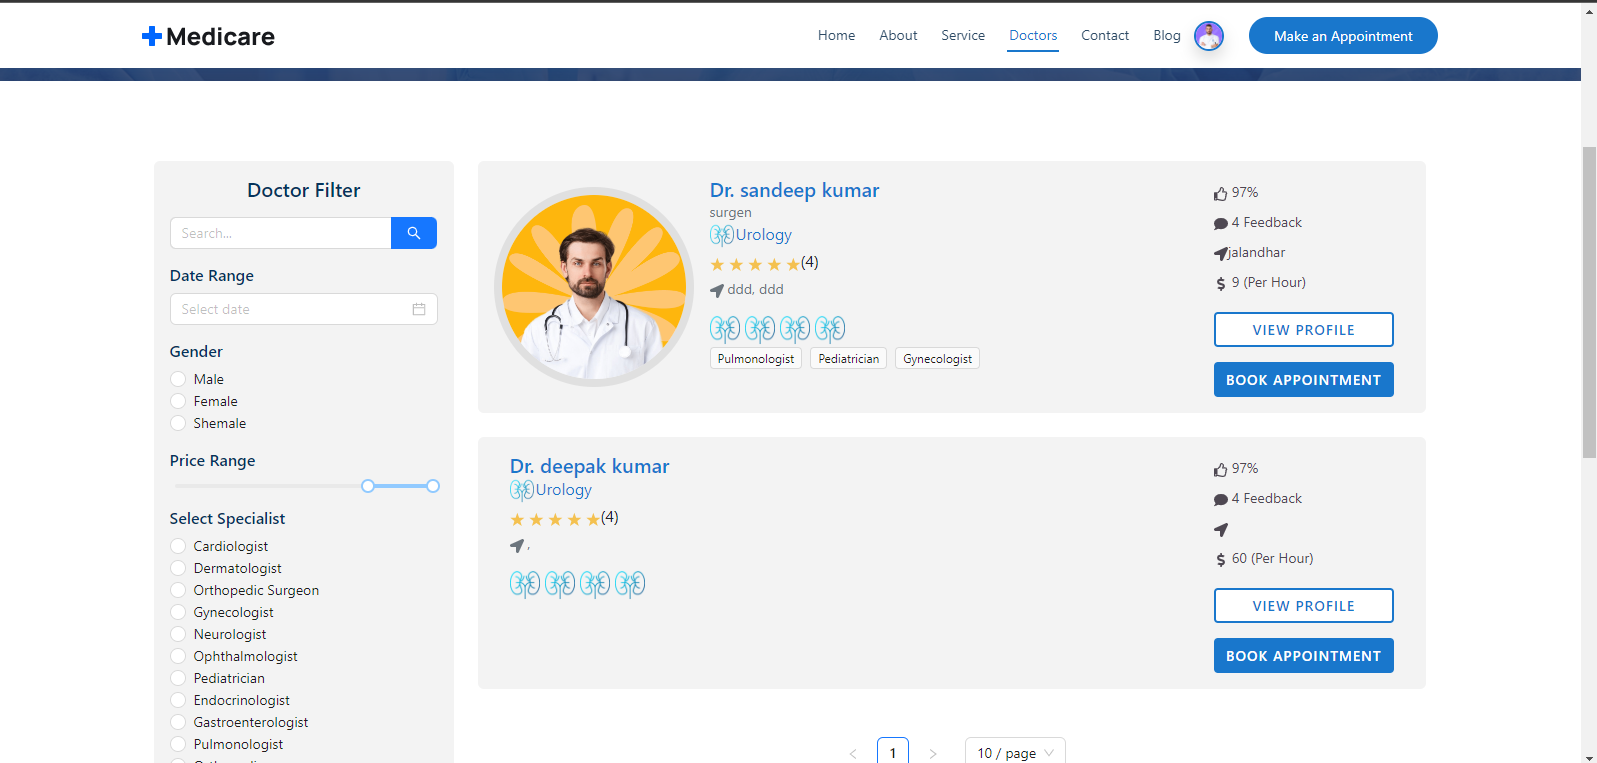 Medicare
Home About Service Doctors Contact Blog Make an Appointment
Doctor Filter
Search...
Date Range
Select date
Gender
Male
Female
Shemale
Price Range
Select Specialist
Cardiologist
Dermatologist
Orthopedic Surgeon
Gynecologist
Neurologist
Ophthalmologist
Pediatrician
Endocrinologist
Gastroenterologist
Pulmonologist
Dr. sandeep kumar
surgen
Urology
(4)
ddd, ddd
Pulmonologist Pediatrician Gynecologist
97%
4 Feedback
jalandhar
$ 9 (Per Hour)
VIEW PROFILE
BOOK APPOINTMENT
Dr. deepak kumar
Urology
(4)
,
97%
4 Feedback
$ 60 (Per Hour)
VIEW PROFILE
BOOK APPOINTMENT
< 1 > 10 / page